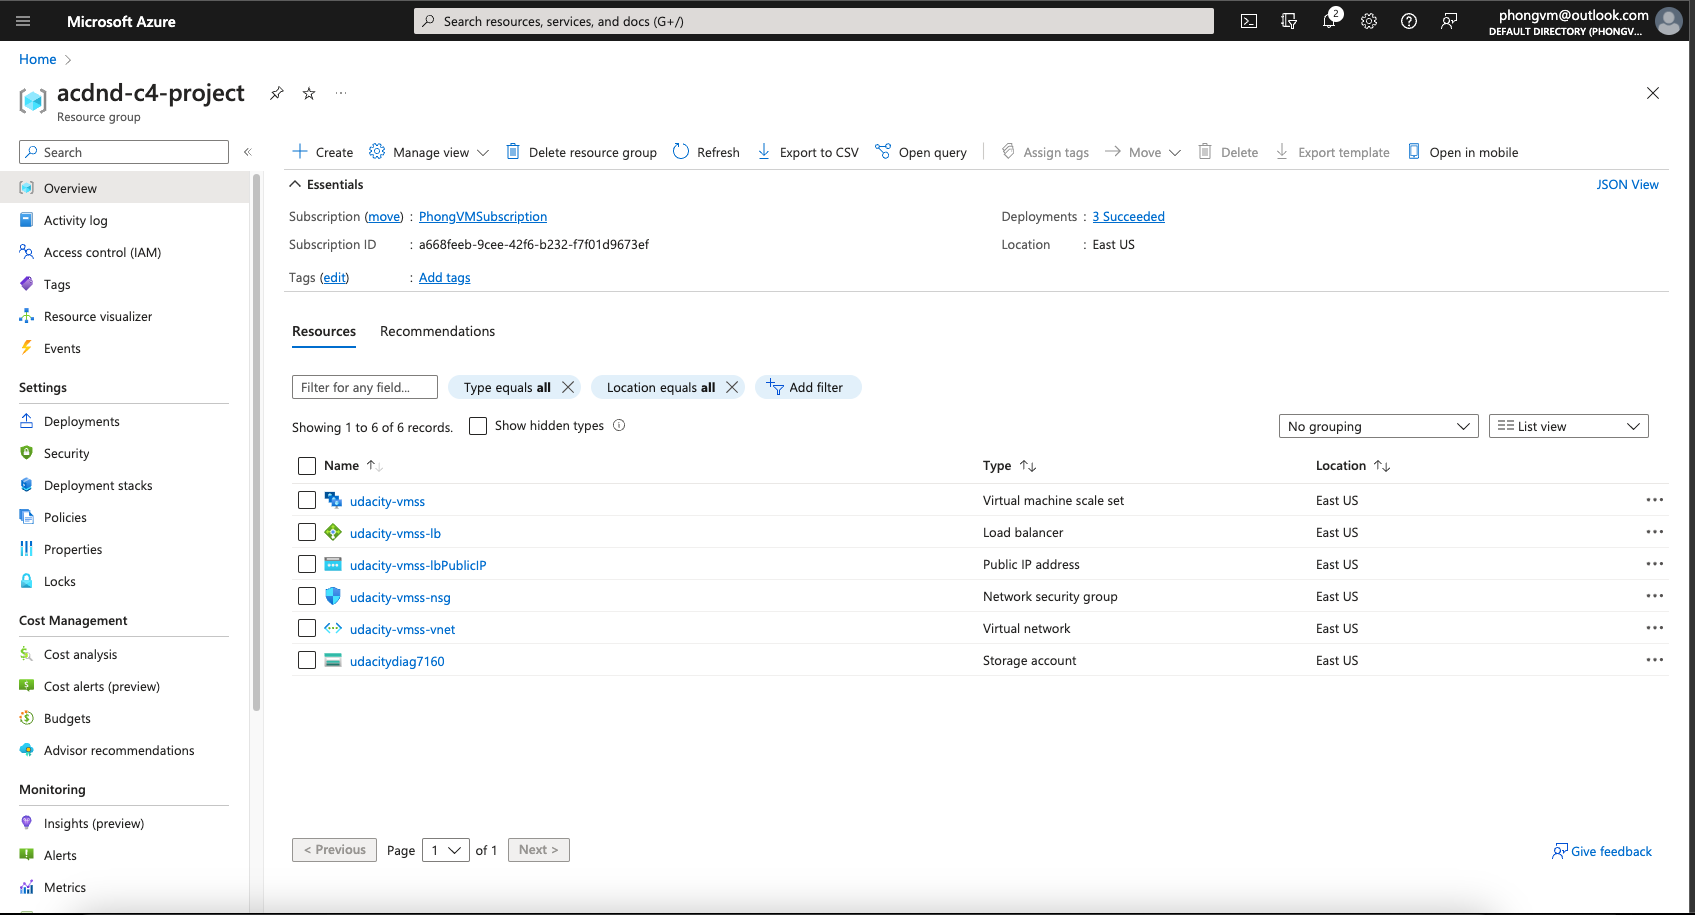 Microsoft Azure
Search resources, services, and docs (G+/)
2
phongvm@outlook.com
DEFAULT DIRECTORY (PHONGV...
Home
acdnd-c4-project
Resource group
Search
Create
Manage view
Delete resource group
Refresh
Export to CSV
Open query
Assign tags
Move
Delete
Export template
Open in mobile
Overview
Activity log
Access control (IAM)
Tags
Resource visualizer
Events
Settings
Deployments
Security
Deployment stacks
Policies
Properties
Locks
Cost Management
Cost analysis
Cost alerts (preview)
Budgets
Advisor recommendations
Monitoring
Insights (preview)
Alerts
Metrics
Essentials
JSON View
Subscription (move) : PhongVMSubscription
Deployments : 3 Succeeded
Subscription ID : a668feeb-9cee-42f6-b232-f7f01d9673ef
Location : East US
Tags (edit) : Add tags
Resources
Recommendations
Filter for any field...
Type equals all
Location equals all
Add filter
Showing 1 to 6 of 6 records.
Show hidden types
No grouping
List view
Name Type Location
udacity-vmss Virtual machine scale set East US
udacity-vmss-lb Load balancer East US
udacity-vmss-lbPublicIP Public IP address East US
udacity-vmss-nsg Network security group East US
udacity-vmss-vnet Virtual network East US
udacitydiag7160 Storage account East US
< Previous Page 1 of 1 Next >
Give feedback